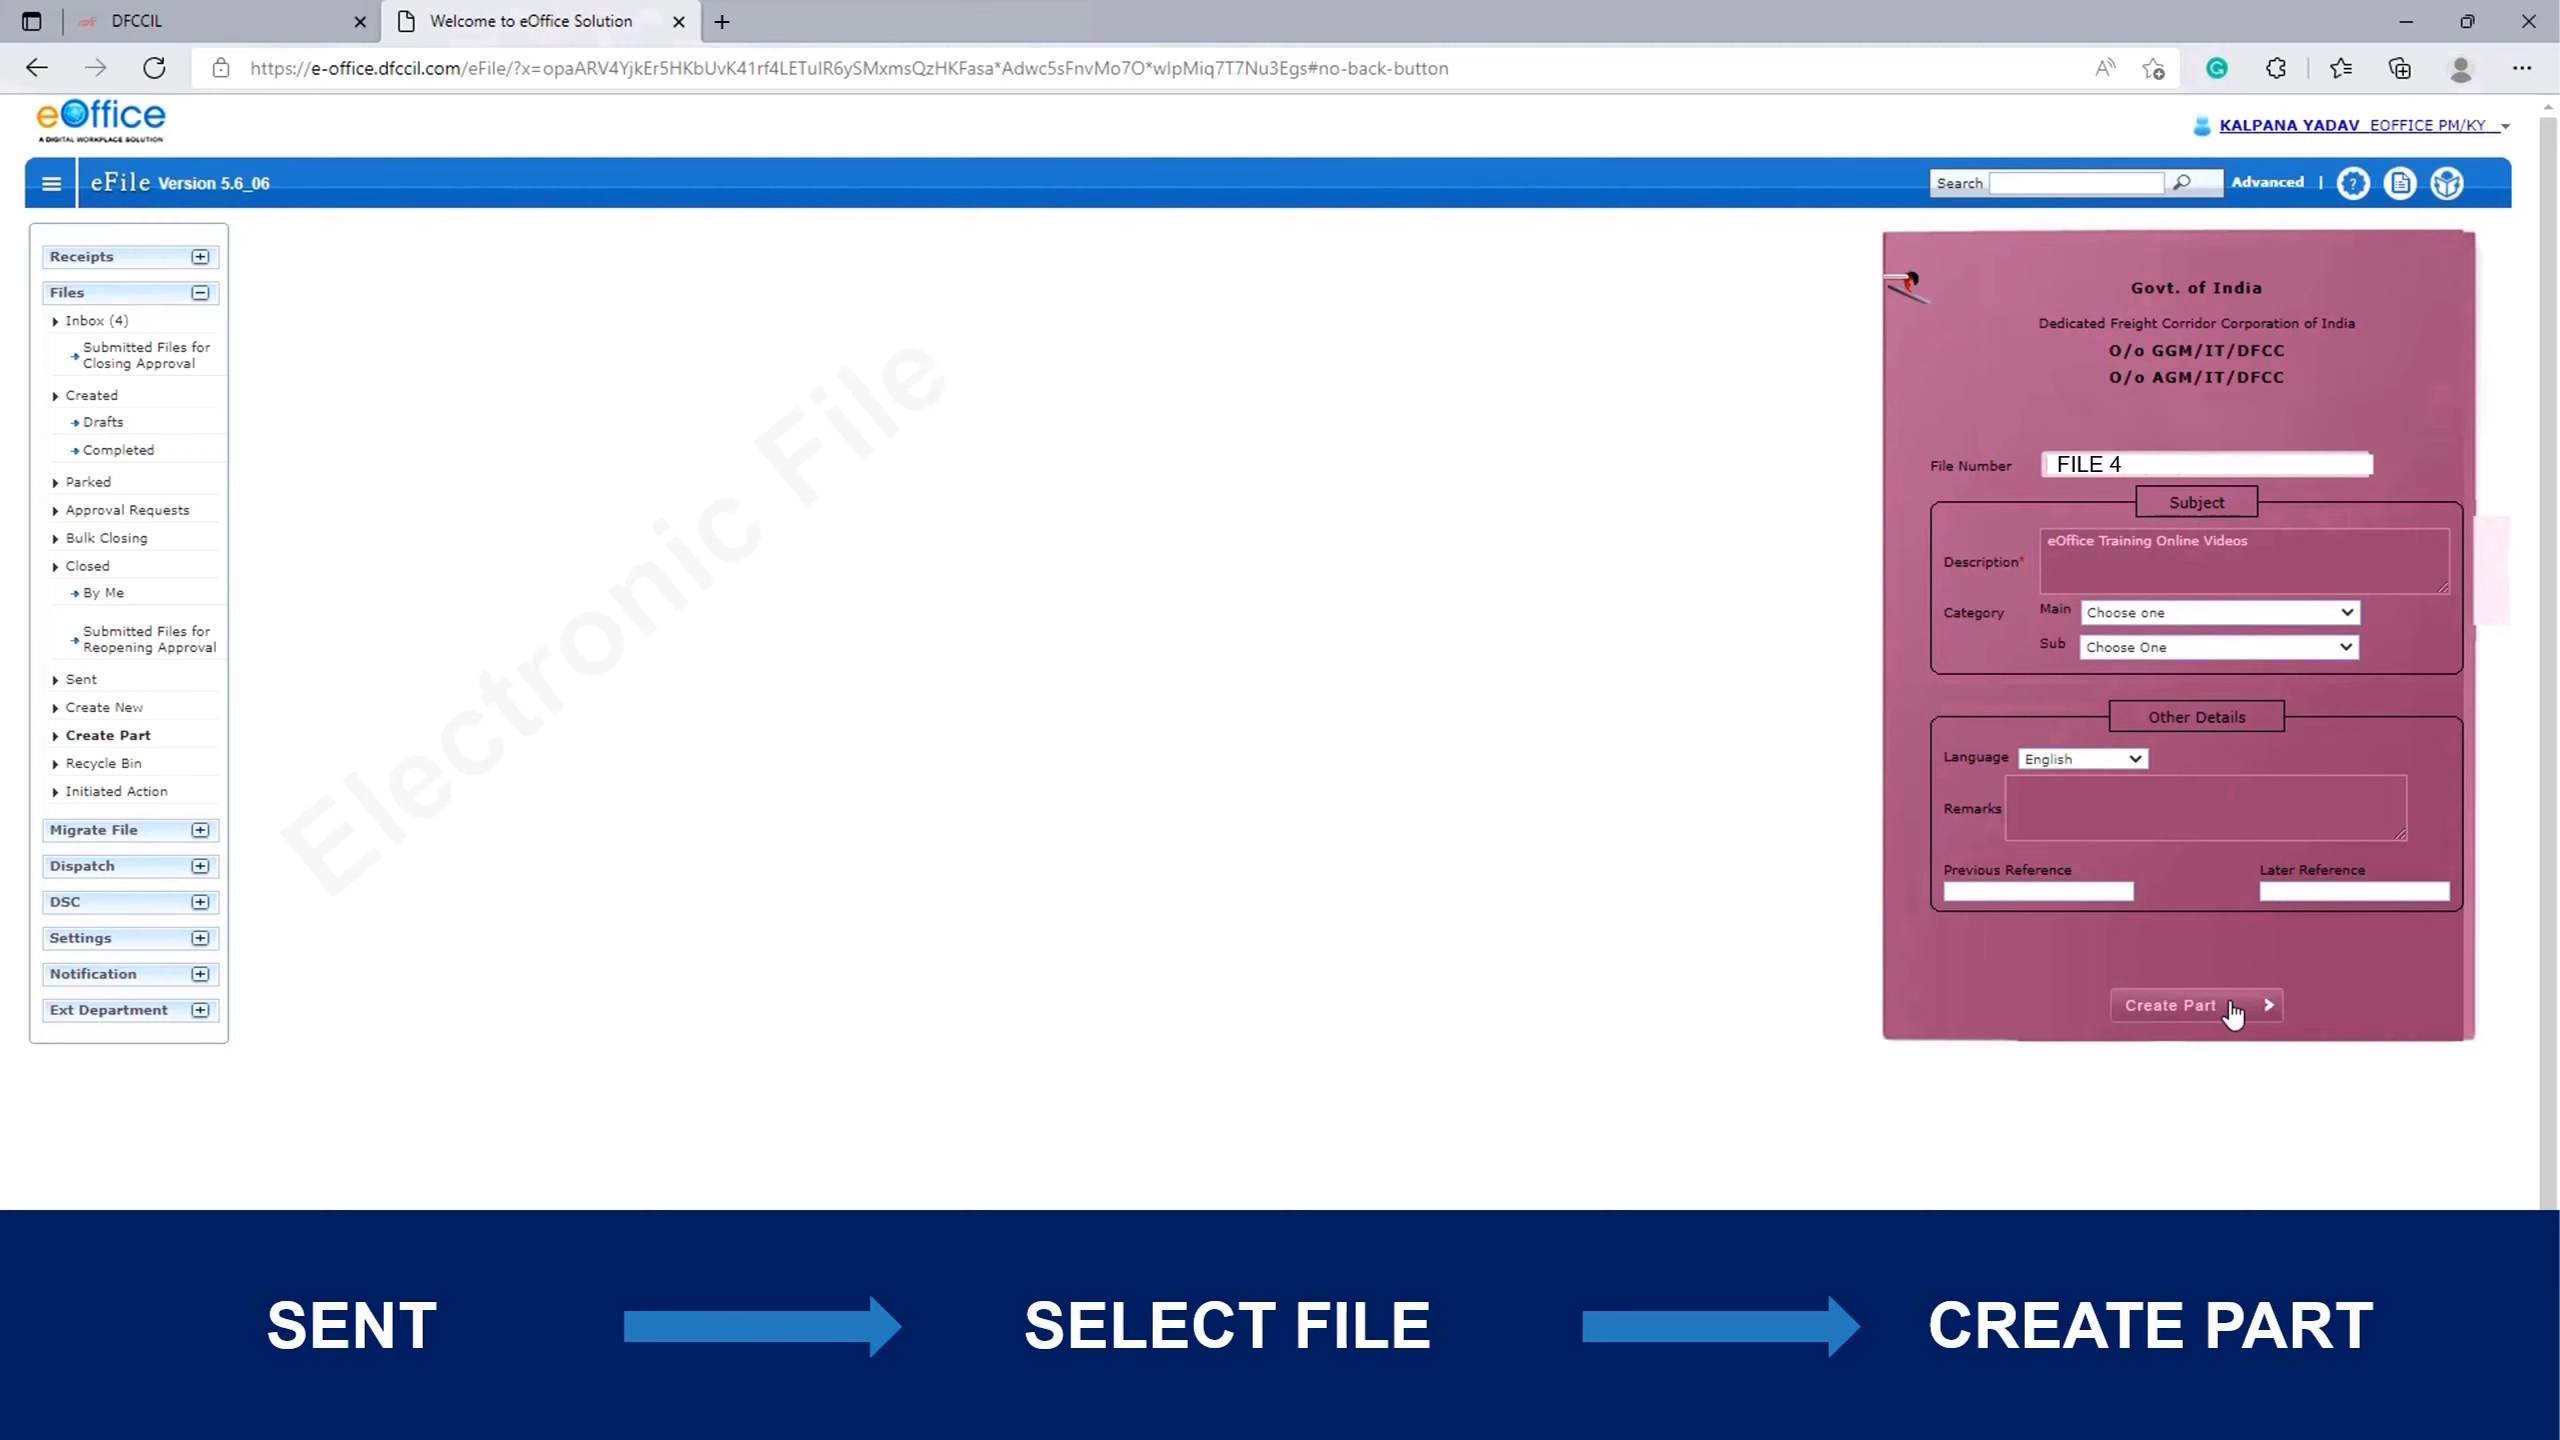 DFCCIL
Welcome to eOffice Solution
https://e-office.dfccil.com/eFile/?x=opaARV4YjkEr5HKbUvK41rf4LETuIR6ySMxmsQzHKFasa*Adwc5sFnvMo7O*wIpMiq7T7Nu3Egs#no-back-button
eOffice
A DIGITAL WORKPLACE SOLUTION
KALPANA YADAV EOFFICE PM/KY
eFile Version 5.6_06
Search
Advanced
Receipts
Files
Inbox (4)
Submitted Files for
Closing Approval
Created
Drafts
Completed
Parked
Approval Requests
Bulk Closing
Closed
By Me
Submitted Files for
Reopening Approval
Sent
Create New
Create Part
Recycle Bin
Initiated Action
Migrate File
Dispatch
DSC
Settings
Notification
Ext Department
Electronic File
Govt. of India
Dedicated Freight Corridor Corporation of India
O/o GGM/IT/DFCC
O/o AGM/IT/DFCC
File Number FILE 4
Subject
Description* eOffice Training Online Videos
Category Main Choose one
Sub Choose One
Other Details
Language English
Remarks
Previous Reference Later Reference
Create Part
SENT SELECT FILE CREATE PART